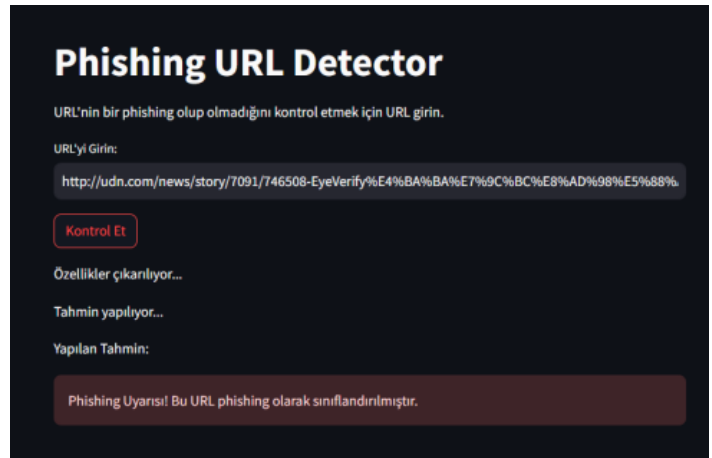 Phishing URL Detector
URL'nin bir phishing olup olmadığını kontrol etmek için URL girin.
URL'yi Girin:
http://udn.com/news/story/7091/746508-EyeVerify%E4%BA%BA%E7%9C%BC%E8%AD%98%E5%88%
Kontrol Et
Özellikler çıkarılıyor...
Tahmin yapılıyor...
Yapılan Tahmin:
Phishing Uyarısı! Bu URL phishing olarak sınıflandırılmıştır.